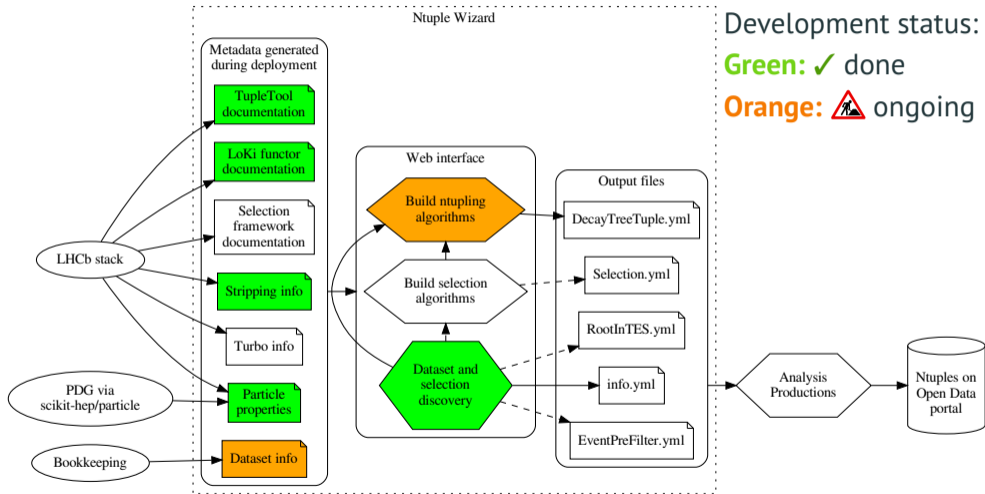 Ntuple Wizard
Development status:
Green: ✓ done
Orange: ongoing
Metadata generated
during deployment
TupleTool
documentation
LoKi functor
documentation
Selection
framework
documentation
Stripping info
Turbo info
Particle
properties
Dataset info
LHCb stack
PDG via
scikit-hep/particle
Bookkeeping
Web interface
Build ntupling
algorithms
Build selection
algorithms
Dataset and
selection
discovery
Output files
DecayTreeTuple.yml
Selection.yml
RootInTES.yml
info.yml
EventPreFilter.yml
Analysis
Productions
Ntuples on
Open Data
portal